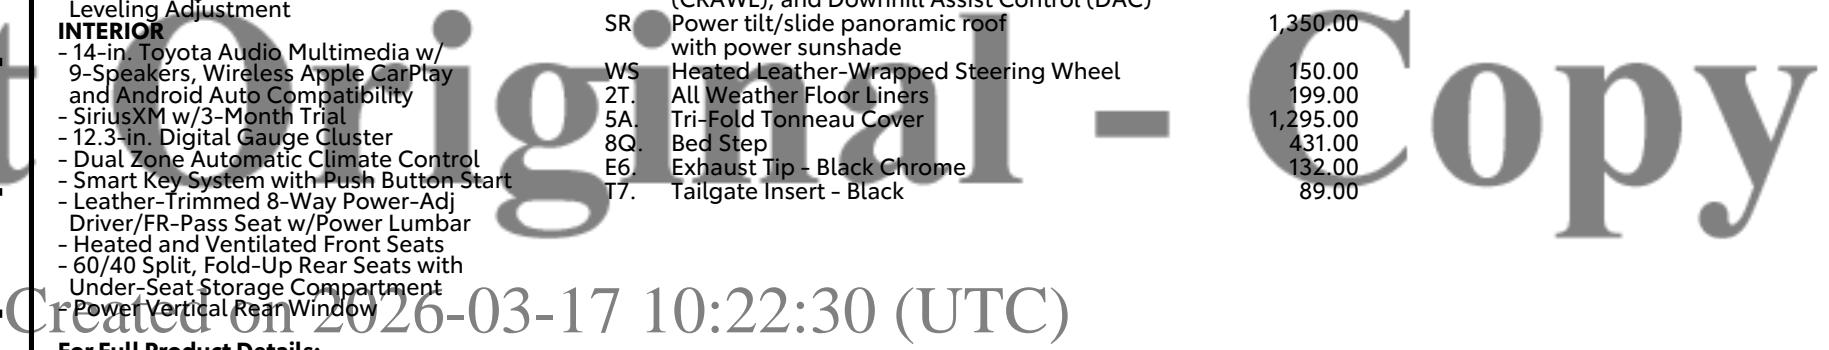 Leveling Adjustment
INTERIOR
- 14-in. Toyota Audio Multimedia w/
9-Speakers, Wireless Apple CarPlay
and Android Auto Compatibility
- SiriusXM w/3-Month Trial
- 12.3-in. Digital Gauge Cluster
- Dual Zone Automatic Climate Control
- Smart Key System with Push Button Start
- Leather-Trimmed 8-Way Power-Adj
Driver/FR-Pass Seat w/Power Lumbar
- Heated and Ventilated Front Seats
- 60/40 Split, Fold-Up Rear Seats with
Under-Seat Storage Compartment
- Power Vertical Rear Window
For Full Product Details:
(CRAWL), and Downhill Assist Control (DAC)
SR Power tilt/slide panoramic roof 1,350.00
with power sunshade
WS Heated Leather-Wrapped Steering Wheel 150.00
2T. All Weather Floor Liners 199.00
5A. Tri-Fold Tonneau Cover 1,295.00
8Q. Bed Step 431.00
E6. Exhaust Tip - Black Chrome 132.00
T7. Tailgate Insert - Black 89.00
t Original - Copy
Created on 2026-03-17 10:22:30 (UTC)